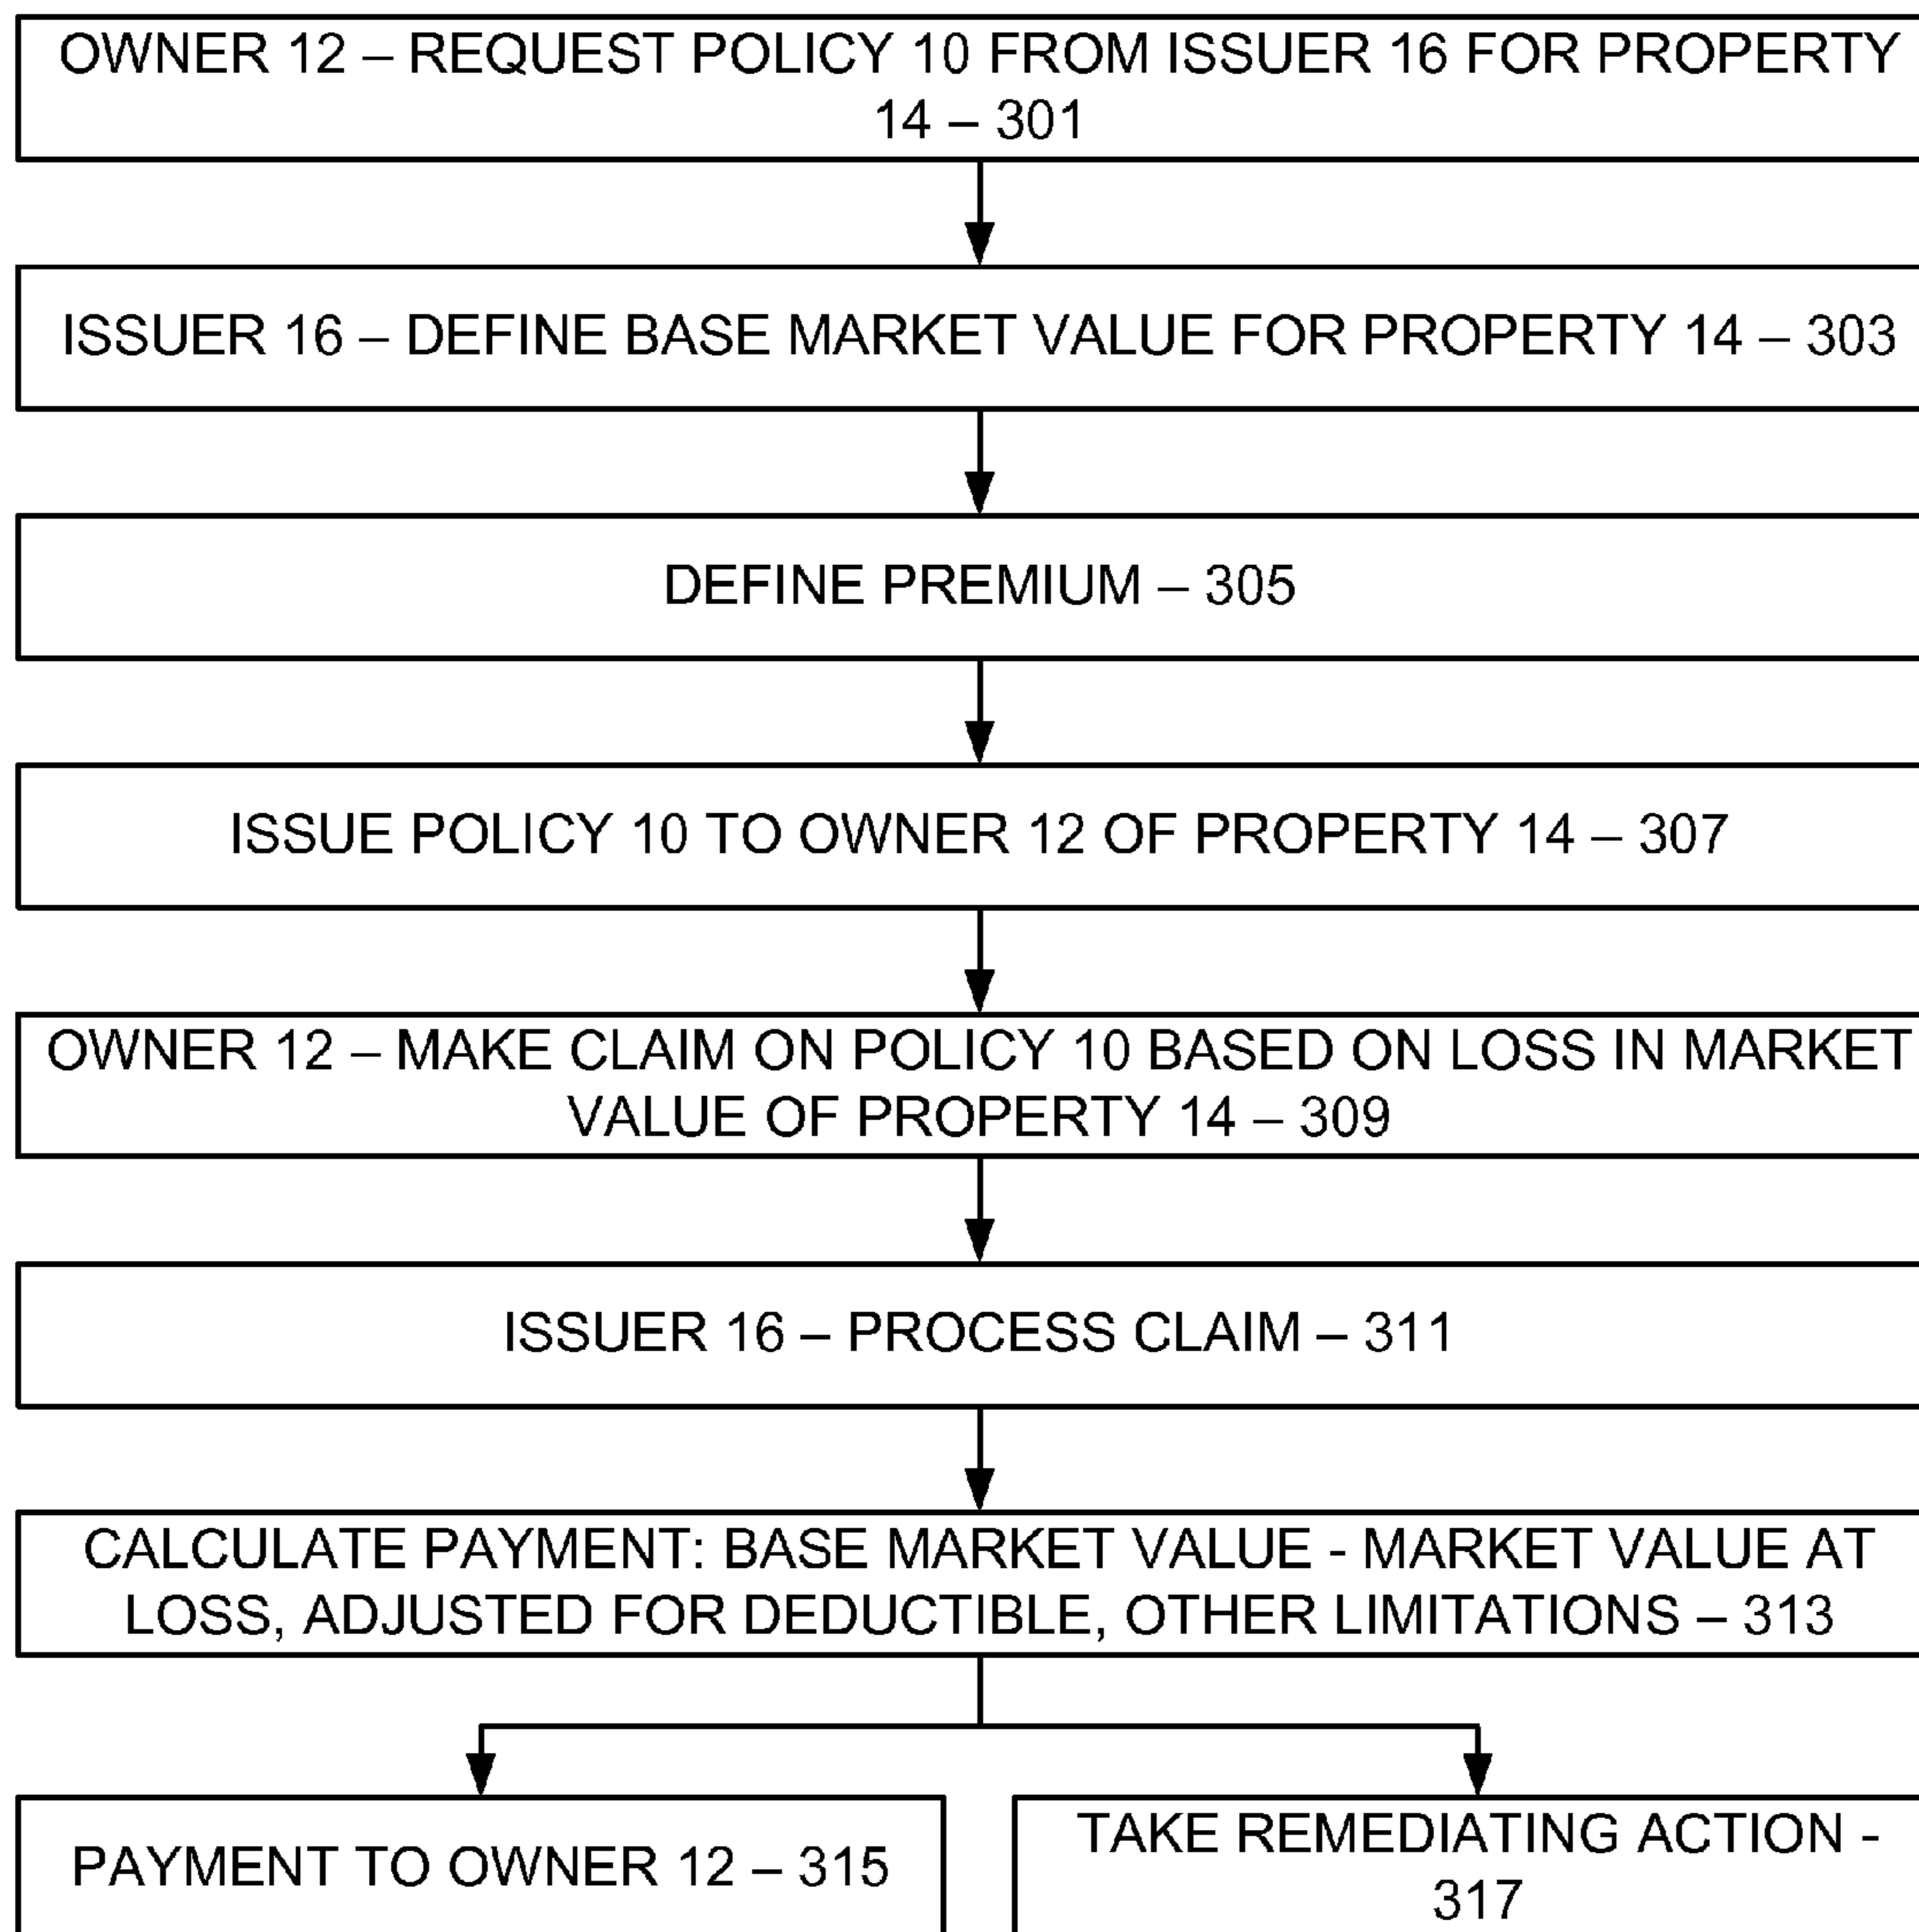 OWNER 12 – REQUEST POLICY 10 FROM ISSUER 16 FOR PROPERTY
14 – 301
ISSUER 16 – DEFINE BASE MARKET VALUE FOR PROPERTY 14 – 303
DEFINE PREMIUM – 305
ISSUE POLICY 10 TO OWNER 12 OF PROPERTY 14 – 307
OWNER 12 – MAKE CLAIM ON POLICY 10 BASED ON LOSS IN MARKET
VALUE OF PROPERTY 14 – 309
ISSUER 16 – PROCESS CLAIM – 311
CALCULATE PAYMENT: BASE MARKET VALUE - MARKET VALUE AT
LOSS, ADJUSTED FOR DEDUCTIBLE, OTHER LIMITATIONS – 313
PAYMENT TO OWNER 12 – 315
TAKE REMEDIATING ACTION -
317